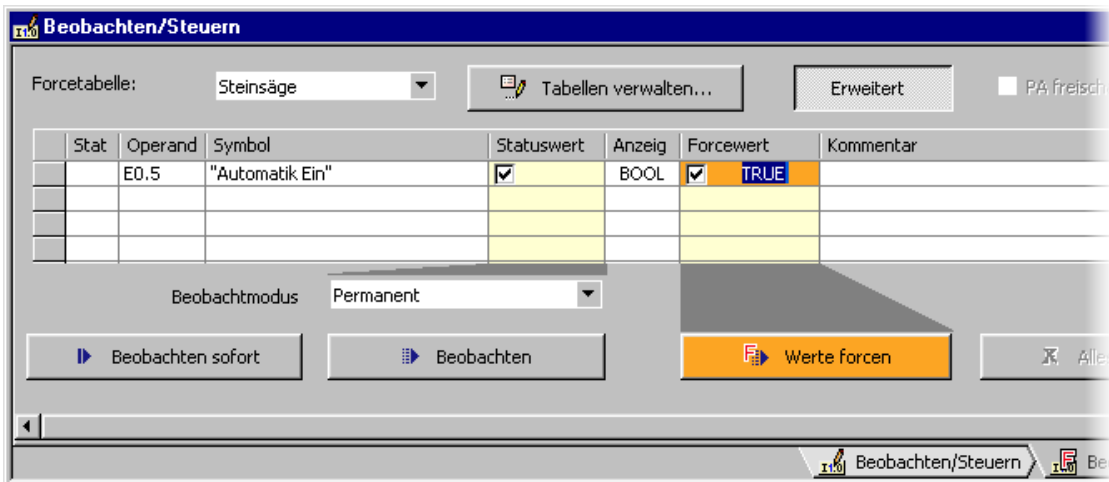 Beobachten/Steuern
Forcetabelle: Steinsäge Tabellen verwalten... Erweitert PA freisch
Stat Operand Symbol Statuswert Anzeig Forcewert Kommentar
E0.5 "Automatik Ein" BOOL TRUE
Beobachtmodus Permanent
Beobachten sofort Beobachten Werte forcen Alle
Beobachten/Steuern Be